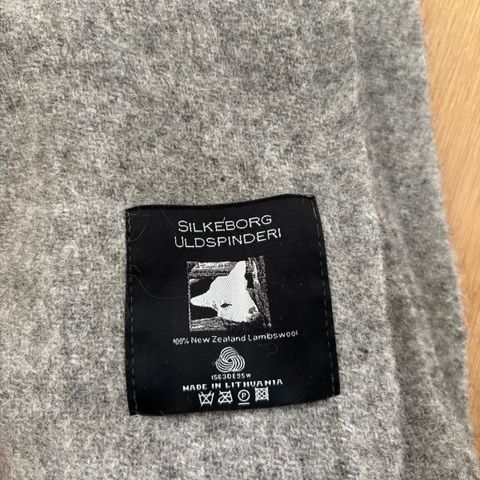 SILKEBORG
ULDSPINDERI
100% New Zealand Lambswool
MADE IN LITHUANIA
P